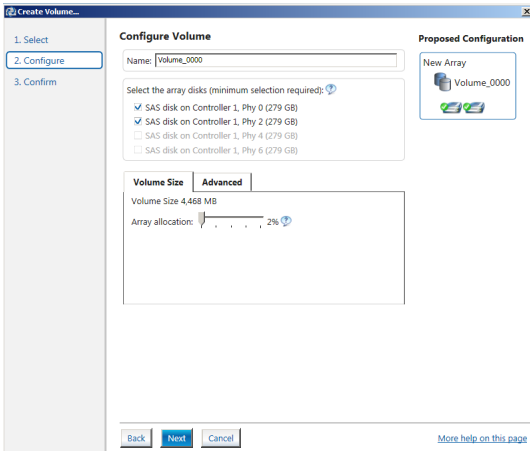 Create Volume...
1. Select
2. Configure
3. Confirm
Configure Volume
Name: Volume_0000
Select the array disks (minimum selection required):
SAS disk on Controller 1, Phy 0 (279 GB)
SAS disk on Controller 1, Phy 2 (279 GB)
SAS disk on Controller 1, Phy 4 (279 GB)
SAS disk on Controller 1, Phy 6 (279 GB)
Volume Size Advanced
Volume Size 4,468 MB
Array allocation: 2%
Proposed Configuration
New Array
Volume_0000
Back Next Cancel
More help on this page